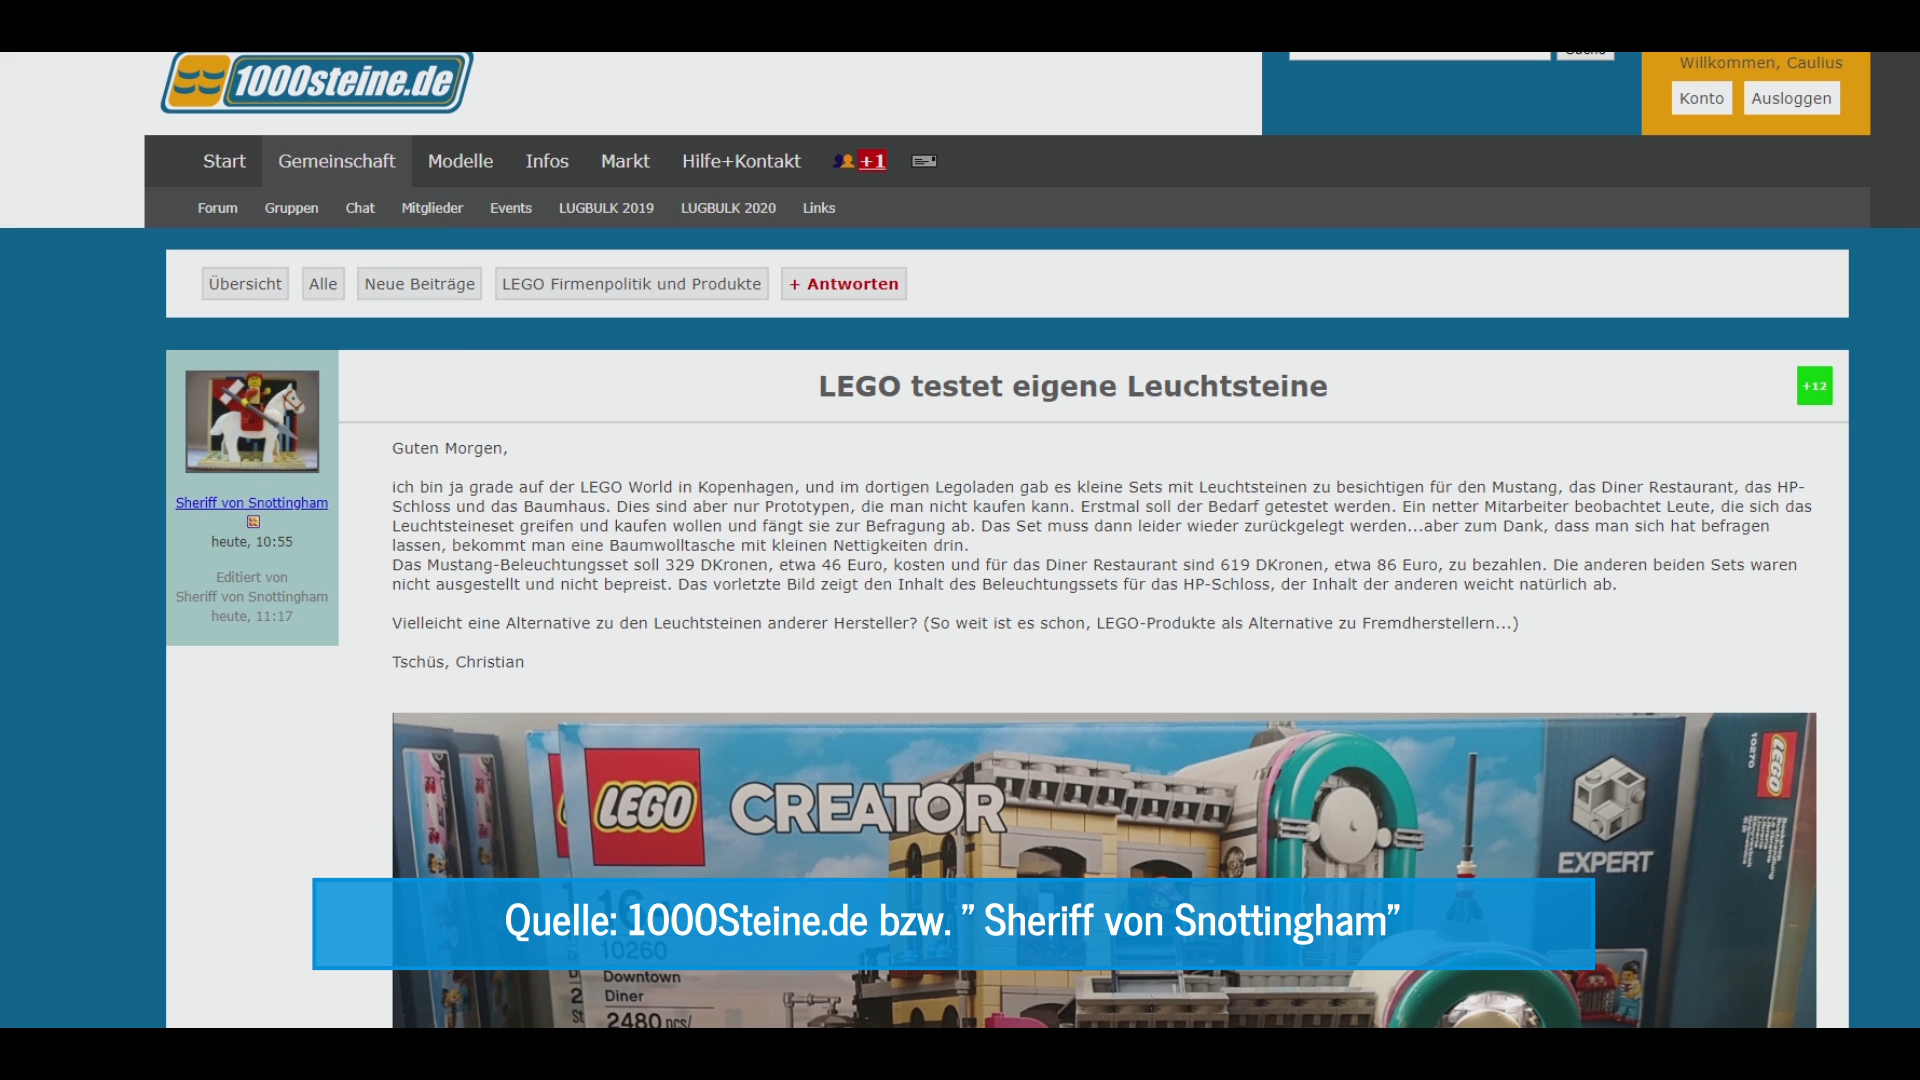 1000steine.de
Willkommen, Caulius
Konto
Ausloggen
Start
Gemeinschaft
Modelle
Infos
Markt
Hilfe+Kontakt
+1
Forum
Gruppen
Chat
Mitglieder
Events
LUGBULK 2019
LUGBULK 2020
Links
Übersicht
Alle
Neue Beiträge
LEGO Firmenpolitik und Produkte
+ Antworten
LEGO testet eigene Leuchtsteine
+12
Sheriff von Snottingham
heute, 10:55
Editiert von
Sheriff von Snottingham
heute, 11:17
Guten Morgen,
ich bin ja grade auf der LEGO World in Kopenhagen, und im dortigen Legoladen gab es kleine Sets mit Leuchtsteinen zu besichtigen für den Mustang, das Diner Restaurant, das HP-
Schloss und das Baumhaus. Dies sind aber nur Prototypen, die man nicht kaufen kann. Erstmal soll der Bedarf getestet werden. Ein netter Mitarbeiter beobachtet Leute, die sich das
Leuchtsteineset greifen und kaufen wollen und fängt sie zur Befragung ab. Das Set muss dann leider wieder zurückgelegt werden...aber zum Dank, dass man sich hat befragen
lassen, bekommt man eine Baumwolltasche mit kleinen Nettigkeiten drin.
Das Mustang-Beleuchtungsset soll 329 DKronen, etwa 46 Euro, kosten und für das Diner Restaurant sind 619 DKronen, etwa 86 Euro, zu bezahlen. Die anderen beiden Sets waren
nicht ausgestellt und nicht bepreist. Das vorletzte Bild zeigt den Inhalt des Beleuchtungssets für das HP-Schloss, der Inhalt der anderen weicht natürlich ab.
Vielleicht eine Alternative zu den Leuchtsteinen anderer Hersteller? (So weit ist es schon, LEGO-Produkte als Alternative zu Fremdherstellern...)
Tschüs, Christian
LEGO
CREATOR
EXPERT
LEGO
10270
Quelle: 1000Steine.de bzw. " Sheriff von Snottingham"
10260
Downtown
Diner
2480 pcs/